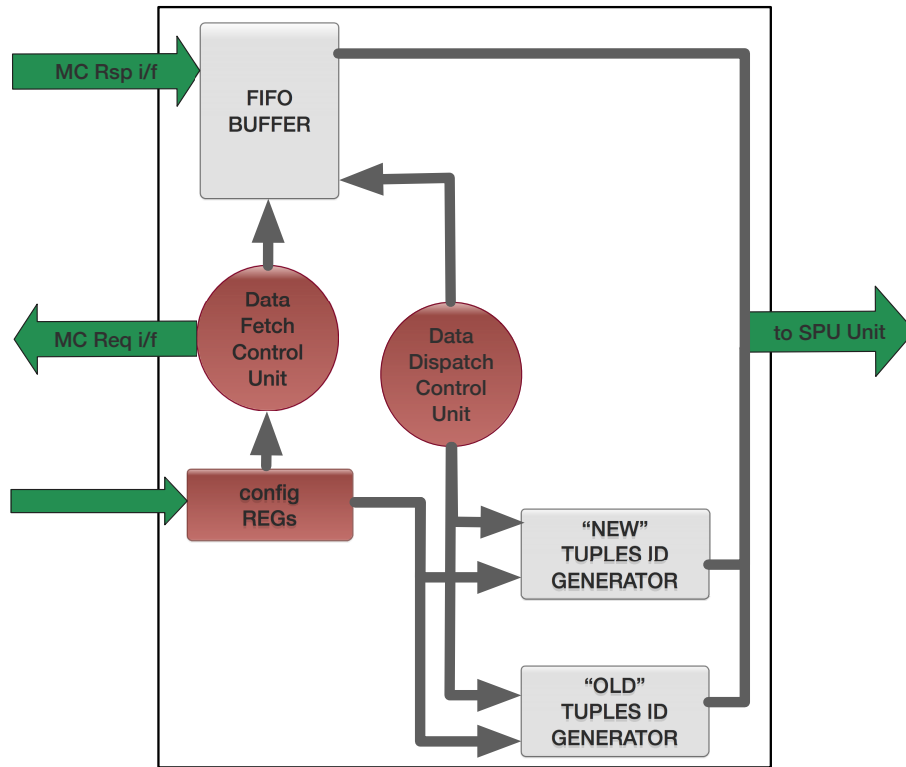 MC Rsp i/f
FIFO
BUFFER
Data
Fetch
Control
Unit
MC Req i/f
Data
Dispatch
Control
Unit
to SPU Unit
config
REGs
“NEW”
TUPLES ID
GENERATOR
“OLD”
TUPLES ID
GENERATOR